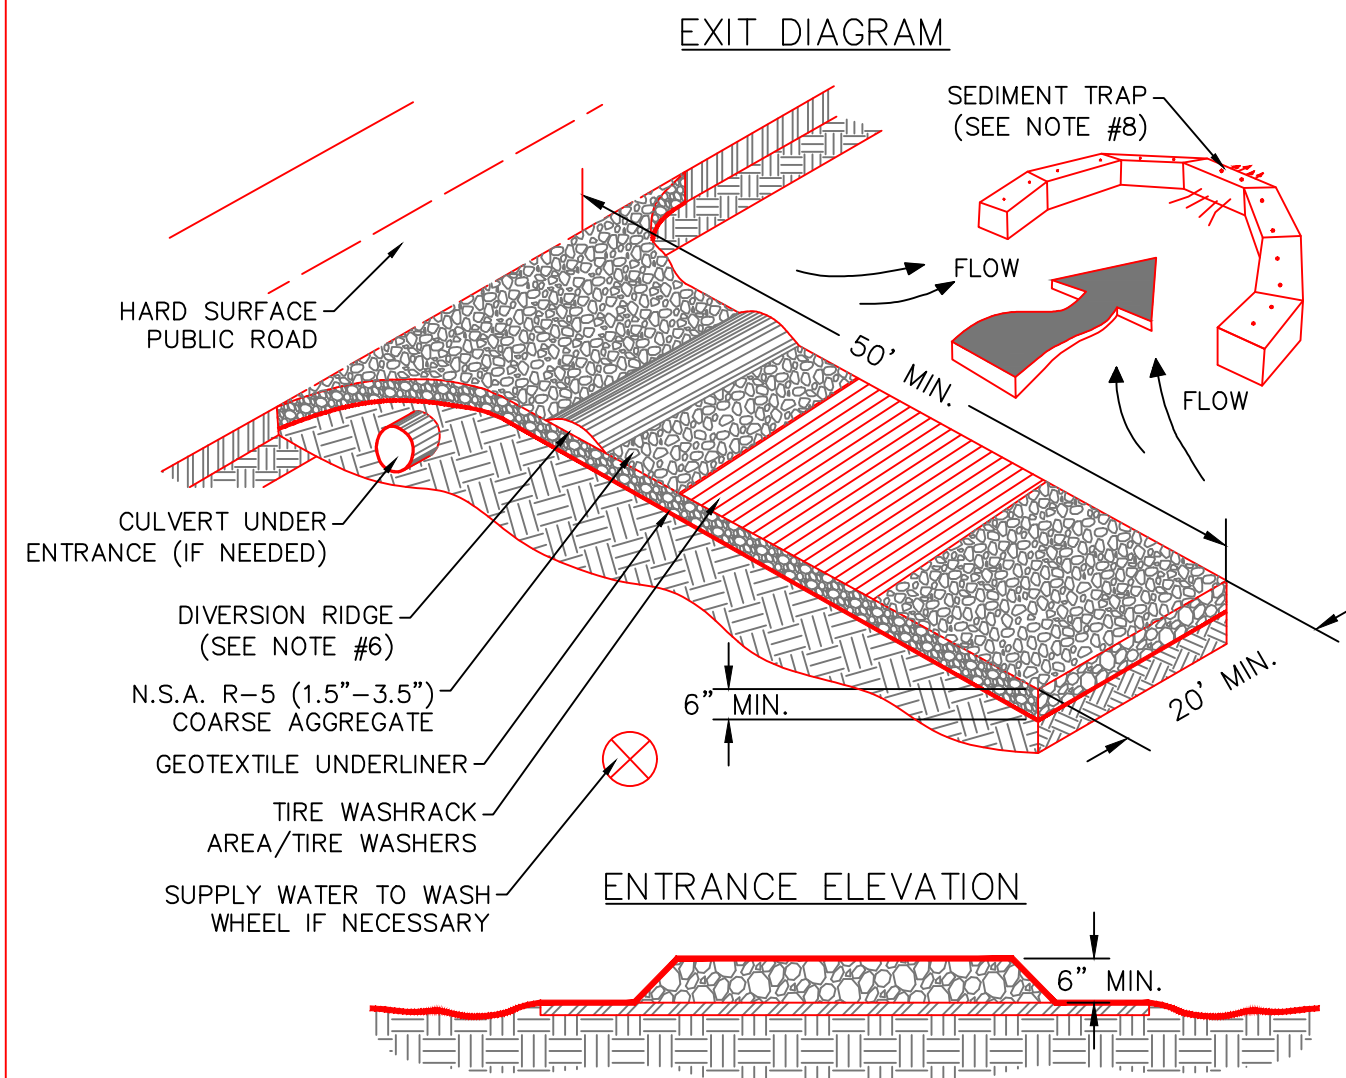 EXIT DIAGRAM
SEDIMENT TRAP
(SEE NOTE #8)
FLOW
HARD SURFACE
PUBLIC ROAD
50' MIN.
FLOW
CULVERT UNDER
ENTRANCE (IF NEEDED)
DIVERSION RIDGE
(SEE NOTE #6)
N.S.A. R-5 (1.5"-3.5")
COARSE AGGREGATE
6" MIN.
20' MIN.
GEOTEXTILE UNDERLINER
TIRE WASHRACK
AREA/TIRE WASHERS
SUPPLY WATER TO WASH
WHEEL IF NECESSARY
ENTRANCE ELEVATION
6" MIN.